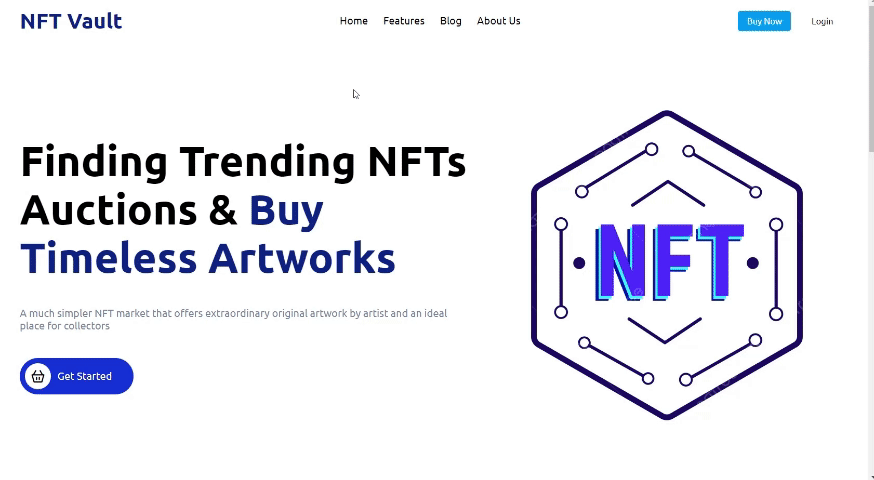 NFT Vault
Home Features Blog About Us
Buy Now Login
Finding Trending NFTs
Auctions & Buy
Timeless Artworks
A much simpler NFT market that offers extraordinary original artwork by artist and an ideal
place for collectors
Get Started
NFT